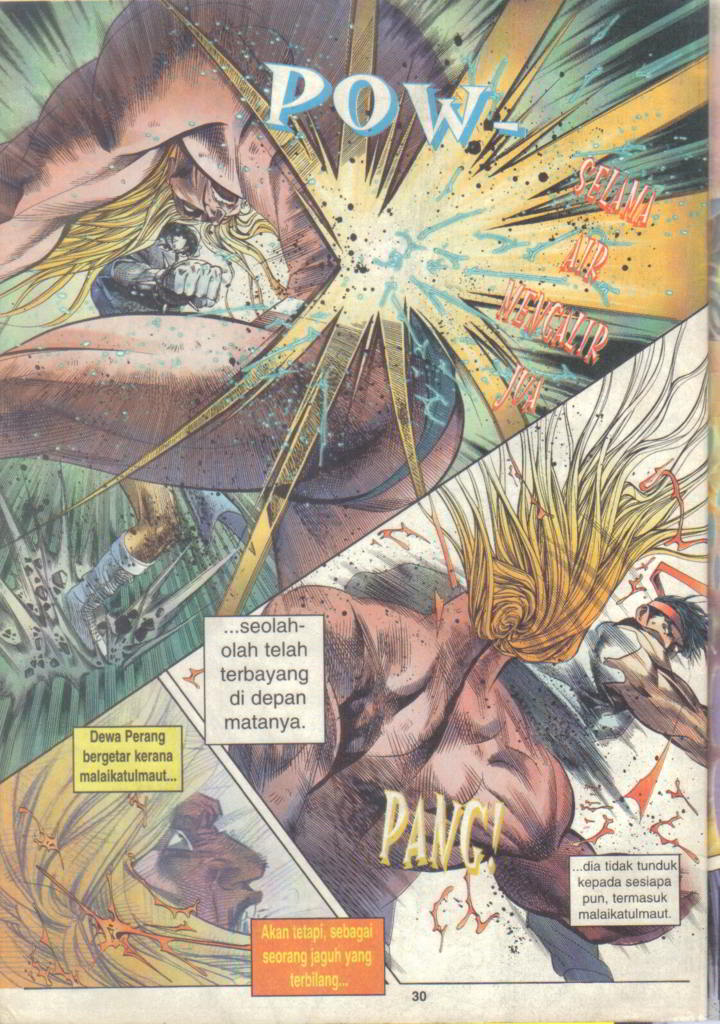 POW-
SELAMA
AIR
MENGALIR
JUA
Dewa Perang
bergetar kerana
malaikatulmaut...
...seolah-
olah telah
terbayang
di depan
matanya.
Akan tetapi, sebagai
seorang jaguh yang
terbilang...
PANG!
...dia tidak tunduk
kepada sesiapa
pun, termasuk
malaikatulmaut.
30